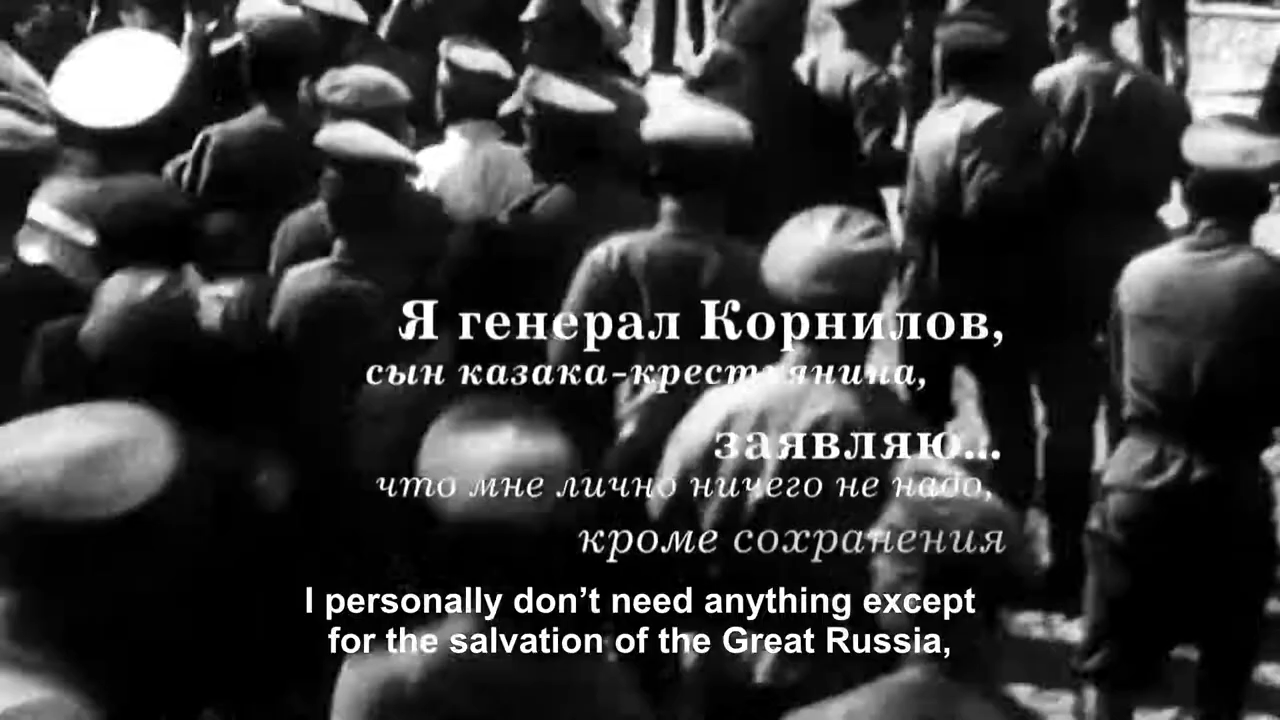 Я генерал Корнилов,
сын казака-крестьянина,
заявляю...
что мне лично ничего не надо,
кроме сохранения
I personally don’t need anything except
for the salvation of the Great Russia,